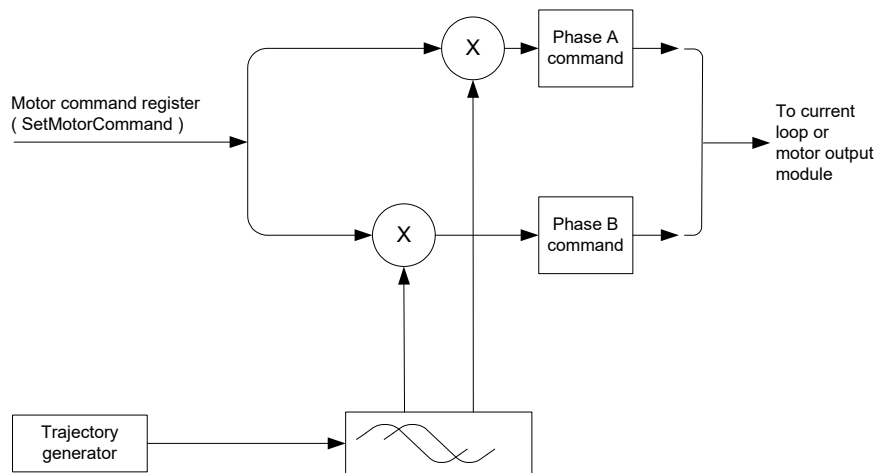 Motor command register
( SetMotorCommand )
X
Phase A
command
To current
loop or
motor output
module
X
Phase B
command
Trajectory
generator